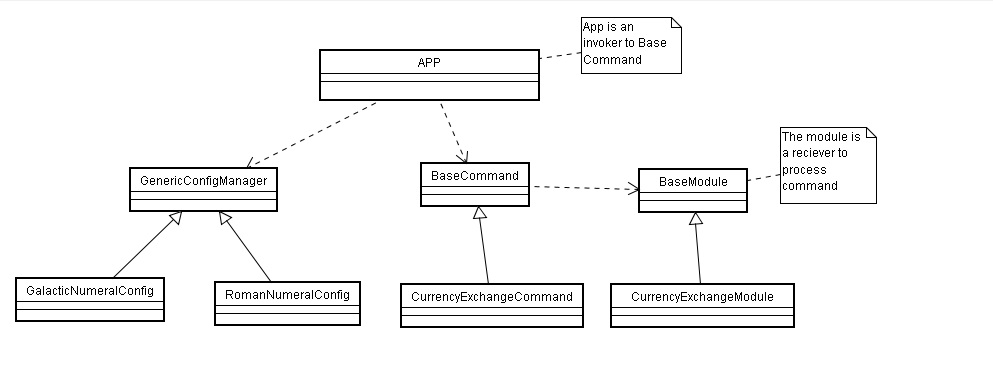 App is an
invoker to Base
Command
APP
The module is
a reciever to
process
command
GenericConfigManager
BaseCommand
BaseModule
GalacticNumeralConfig
RomanNumeralConfig
CurrencyExchangeCommand
CurrencyExchangeModule